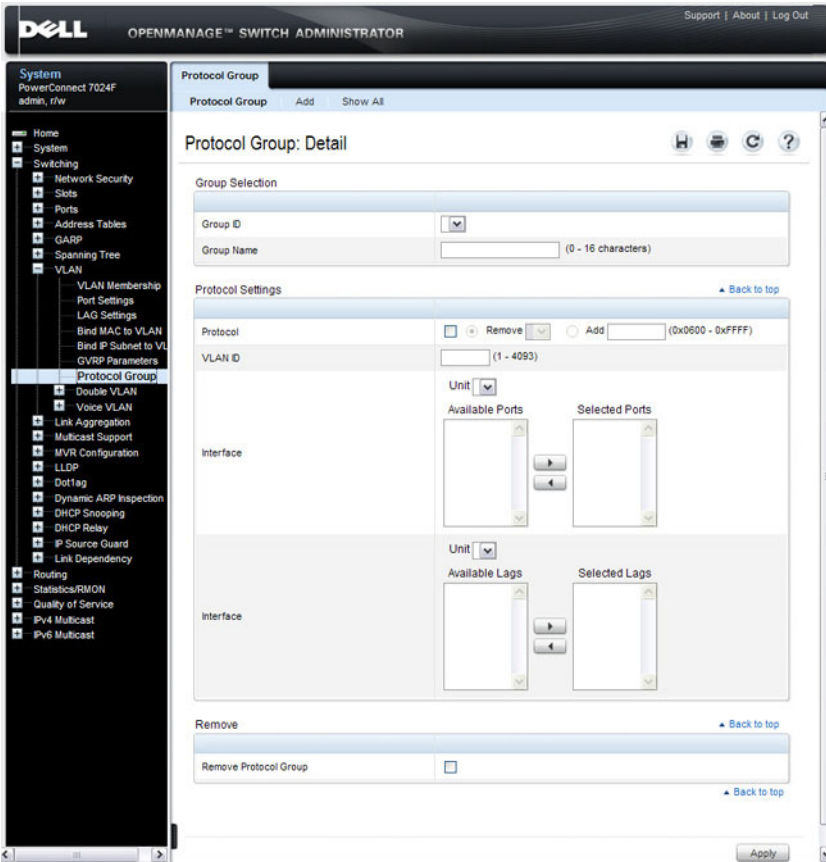 Support | About | Log Out
DELL
OPENMANAGE™ SWITCH ADMINISTRATOR
System
PowerConnect 7024F
admin, r/w
Home
System
Switching
Network Security
Slots
Ports
Address Tables
GARP
Spanning Tree
VLAN
VLAN Membership
Port Settings
LAG Settings
Bind MAC to VLAN
Bind IP Subnet to VL
GVRP Parameters
Protocol Group
Double VLAN
Voice VLAN
Link Aggregation
Multicast Support
MVR Configuration
LLDP
Dot1ag
Dynamic ARP Inspection
DHCP Snooping
DHCP Relay
IP Source Guard
Link Dependency
Routing
Statistics/RMON
Quality of Service
IPv4 Multicast
IPv6 Multicast
Protocol Group
Protocol Group Add Show All
Protocol Group: Detail
Group Selection
Group ID
Group Name (0 - 16 characters)
Protocol Settings Back to top
Protocol Remove Add (0x0600 - 0xFFFF)
VLAN ID (1 - 4093)
Unit
Available Ports Selected Ports
Interface
Unit
Available Lags Selected Lags
Interface
Remove Back to top
Remove Protocol Group
Back to top
Apply